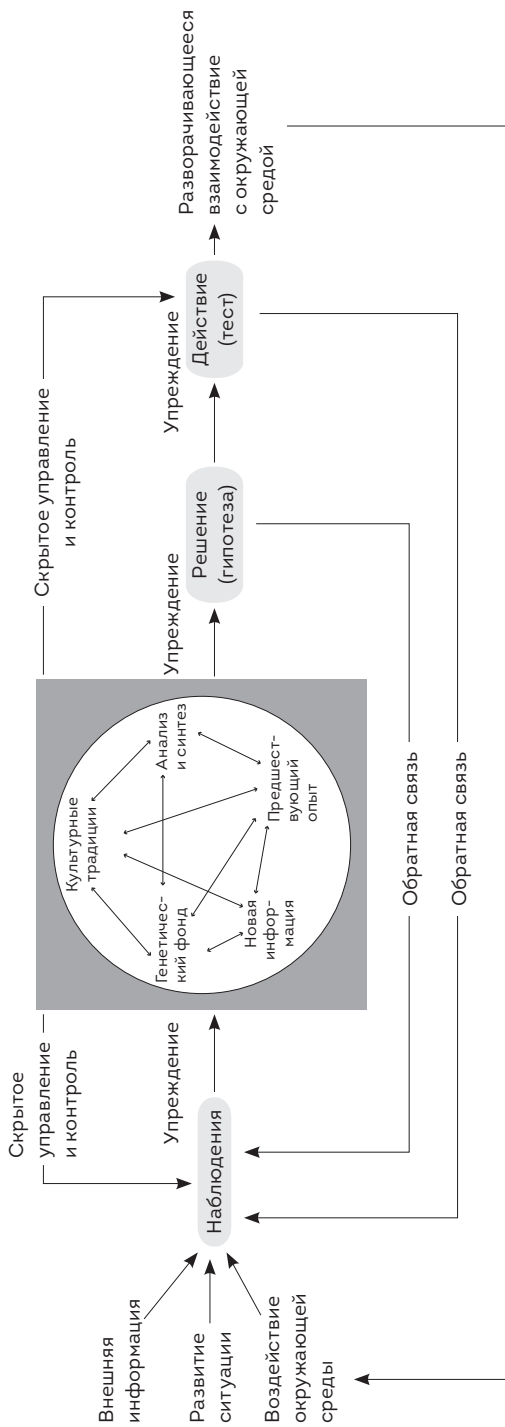 Внешняя
информация
Развитие
ситуации
Воздействие
окружающей
среды
Скрытое
управление
и контроль
Наблюдения
Упреждение
Культурные
традиции
Генетичес-
кий фонд
Анализ
и синтез
Новая
инфор-
мация
Предшест-
вующий
опыт
Упреждение
Решение
(гипотеза)
Скрытое управление
и контроль
Упреждение
Действие
(тест)
Разворачивающееся
взаимодействие
с окружающей
средой
Обратная связь
Обратная связь